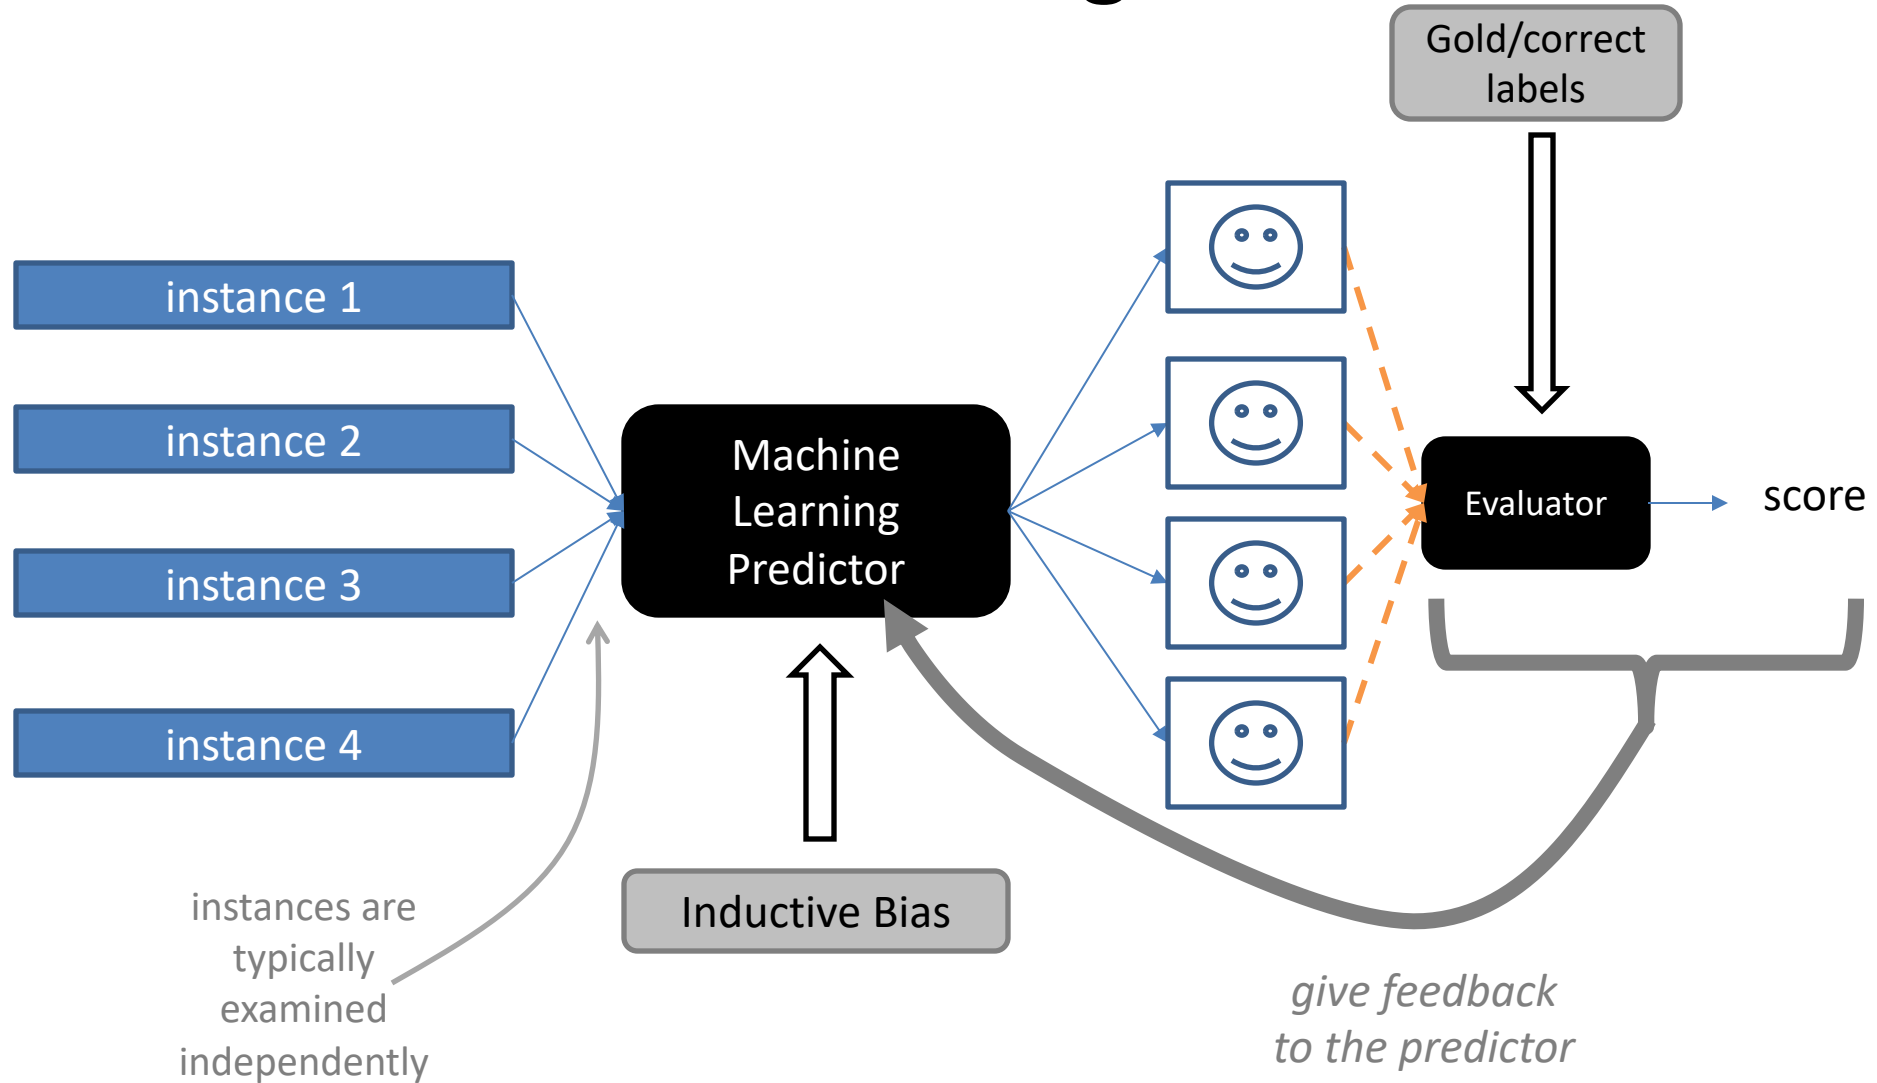 Gold/correct
labels
instance 1
instance 2
instance 3
instance 4
Machine
Learning
Predictor
Evaluator
score
Inductive Bias
instances are
typically
examined
independently
give feedback
to the predictor